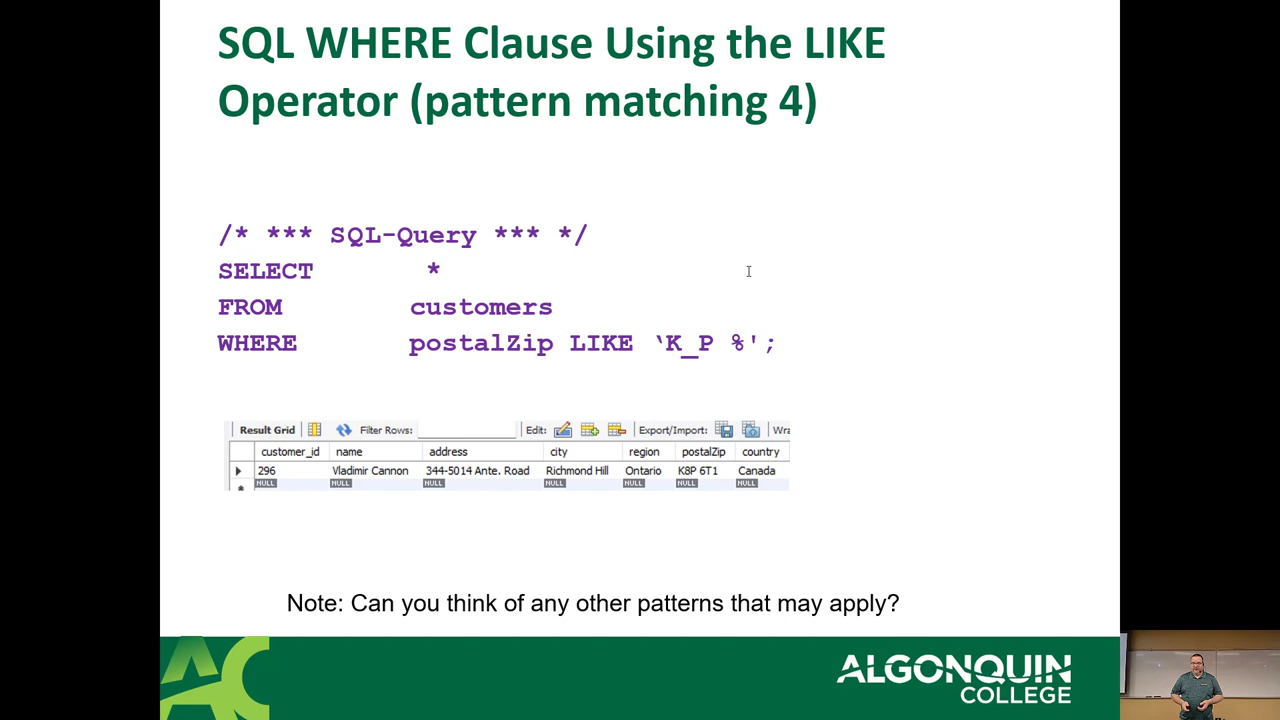 SQL WHERE Clause Using the LIKE
Operator (pattern matching 4)
/* *** SQL-Query *** */
SELECT *
FROM customers
WHERE postalZip LIKE ‘K_P %';
Result Grid Filter Rows: Edit: Export/Import: Wra
customer_id name address city region postalZip country
296 Vladimir Cannon 344-5014 Ante. Road Richmond Hill Ontario K8P 6T1 Canada
NULL NULL NULL NULL NULL NULL NULL
Note: Can you think of any other patterns that may apply?
AC
ALGONQUIN
COLLEGE